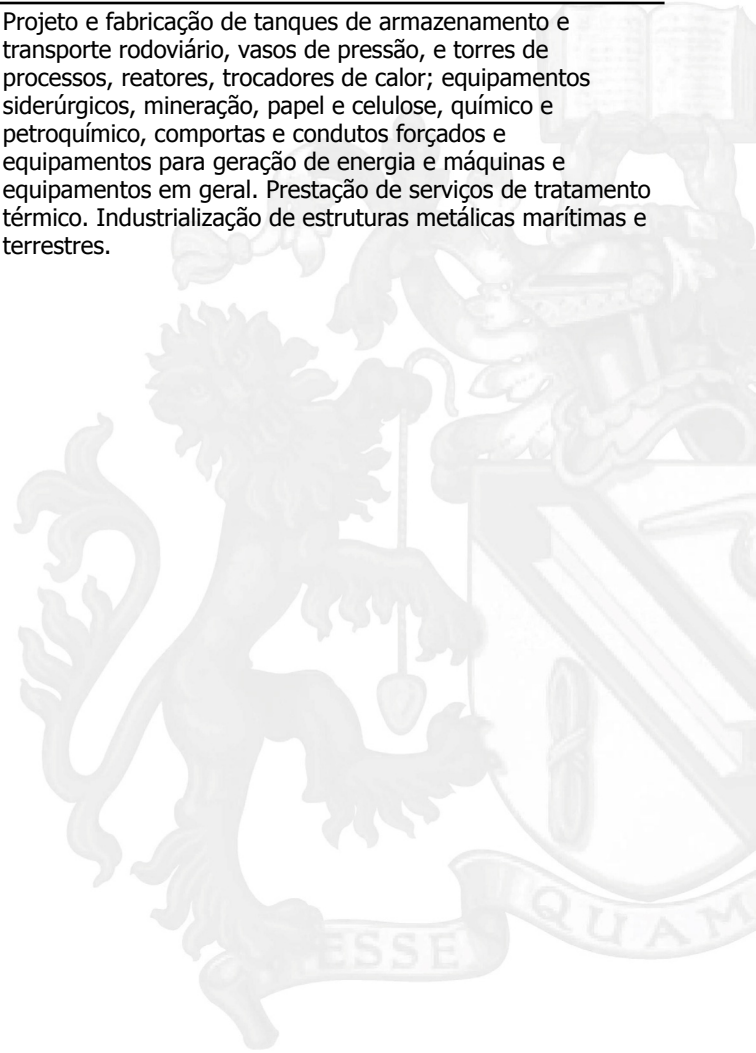 Projeto e fabricação de tanques de armazenamento e
transporte rodoviário, vasos de pressão, e torres de
processos, reatores, trocadores de calor; equipamentos
siderúrgicos, mineração, papel e celulose, químico e
petroquímico, comportas e condutos forçados e
equipamentos para geração de energia e máquinas e
equipamentos em geral. Prestação de serviços de tratamento
térmico. Industrialização de estruturas metálicas marítimas e
terrestres.
ESSE
QUAM